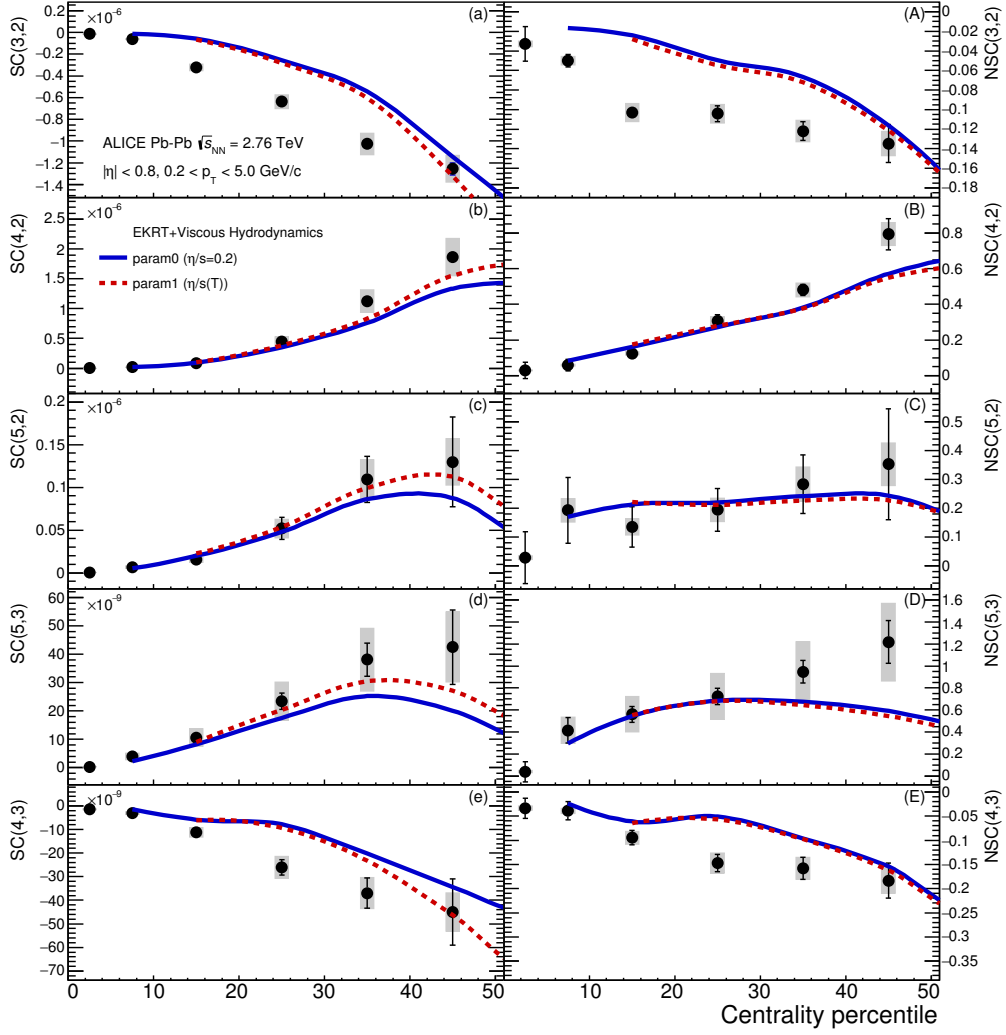 ×10⁻⁶
(a)
SC(3,2)
0.2
0
−0.2
−0.4
−0.6
−0.8
−1
−1.2
−1.4
ALICE Pb-Pb √s_NN = 2.76 TeV
|η| < 0.8, 0.2 < p_T < 5.0 GeV/c
(A)
NSC(3,2)
0
−0.02
−0.04
−0.06
−0.08
−0.1
−0.12
−0.14
−0.16
−0.18
×10⁻⁶
(b)
SC(4,2)
2.5
2
1.5
1
0.5
0
EKRT+Viscous Hydrodynamics
param0 (η/s=0.2)
param1 (η/s(T))
(B)
NSC(4,2)
0.8
0.6
0.4
0.2
0
×10⁻⁶
(c)
SC(5,2)
0.2
0.15
0.1
0.05
0
(C)
NSC(5,2)
0.5
0.4
0.3
0.2
0.1
0
×10⁻⁹
(d)
SC(5,3)
60
50
40
30
20
10
0
(D)
NSC(5,3)
1.6
1.4
1.2
1
0.8
0.6
0.4
0.2
0
×10⁻⁹
(e)
SC(4,3)
0
−10
−20
−30
−40
−50
−60
−70
(E)
NSC(4,3)
−0.05
−0.1
−0.15
−0.2
−0.25
−0.3
−0.35
0 10 20 30 40 50
10 20 30 40 50
Centrality percentile